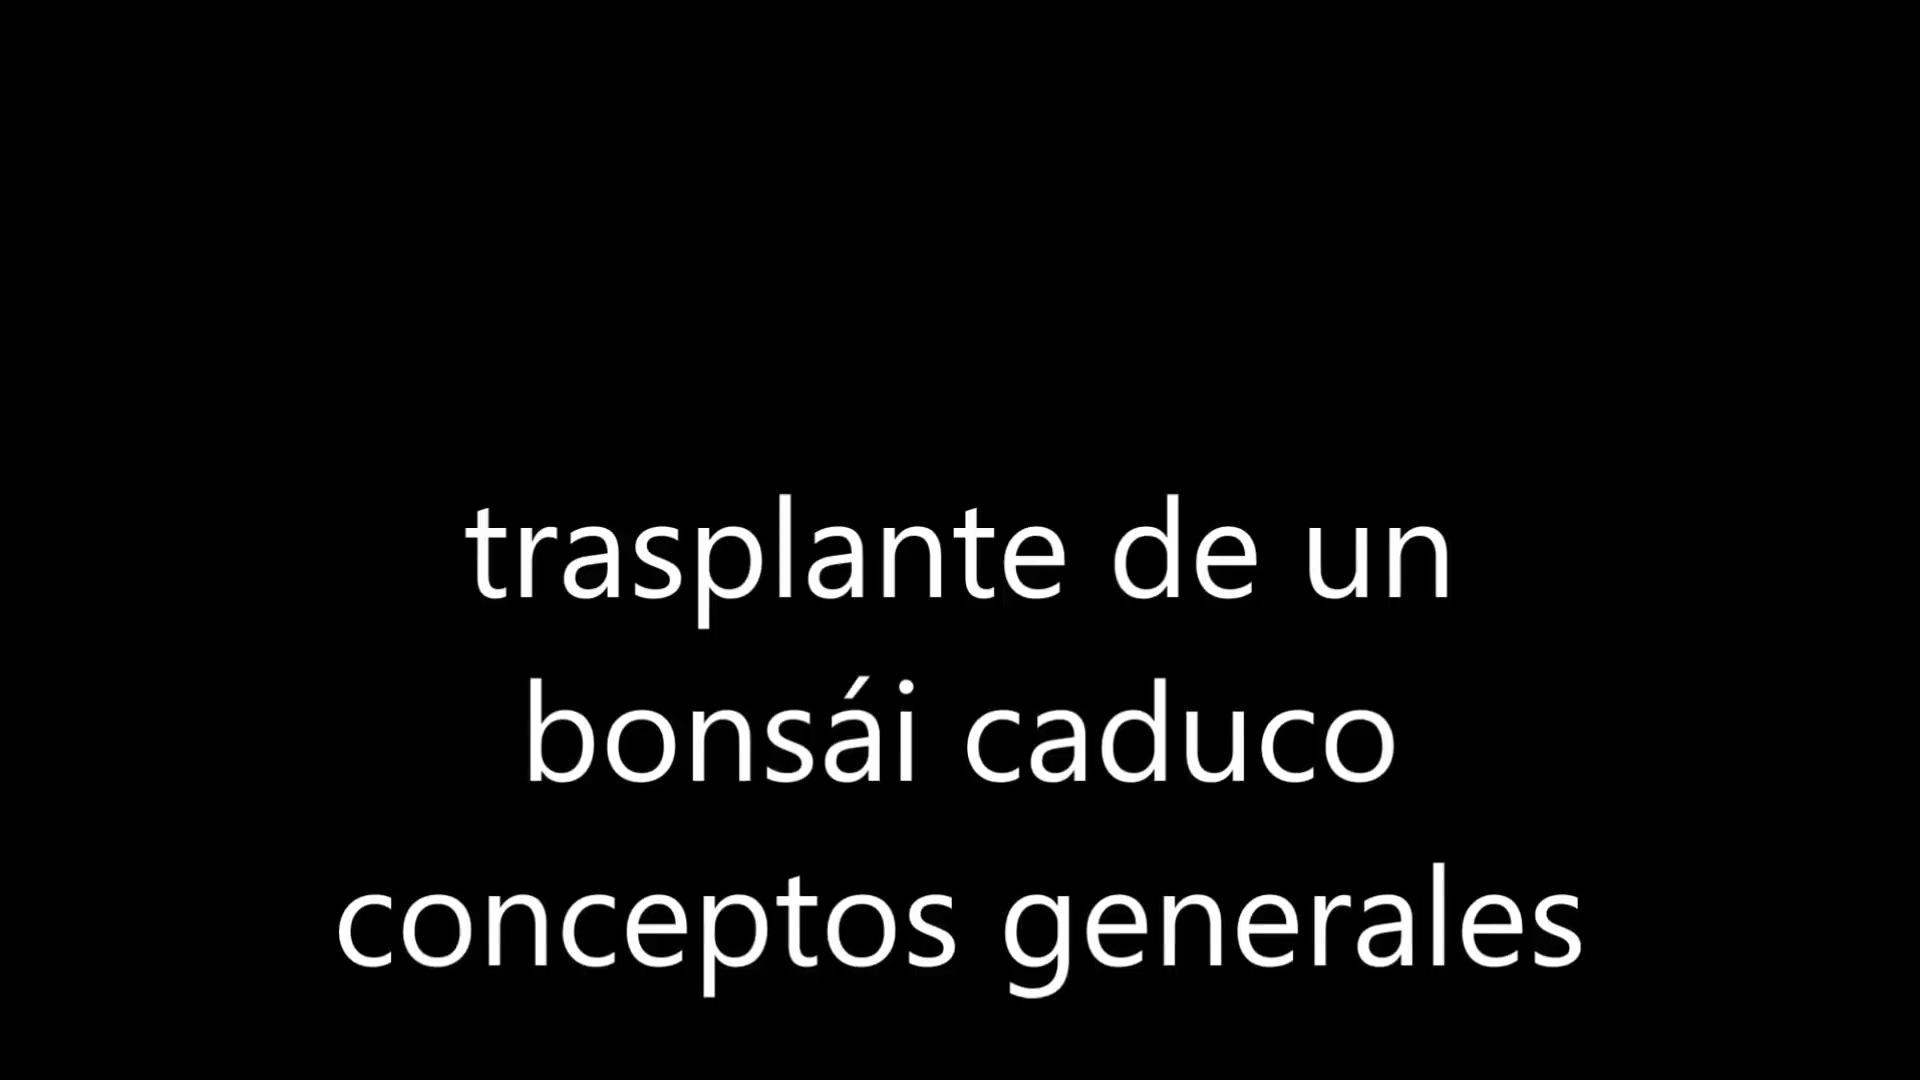 trasplante de un
bonsái caduco
conceptos generales